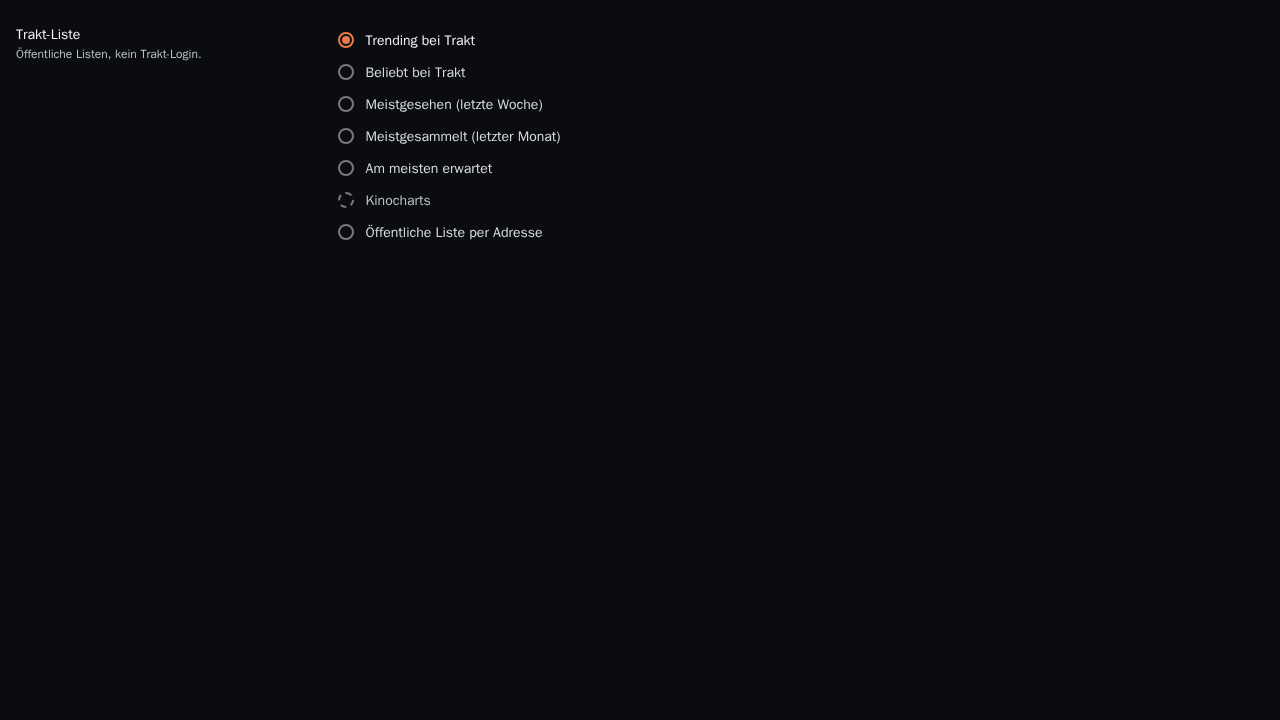 Trakt-Liste
Öffentliche Listen, kein Trakt-Login.
Trending bei Trakt
Beliebt bei Trakt
Meistgesehen (letzte Woche)
Meistgesammelt (letzter Monat)
Am meisten erwartet
Kinocharts
Öffentliche Liste per Adresse